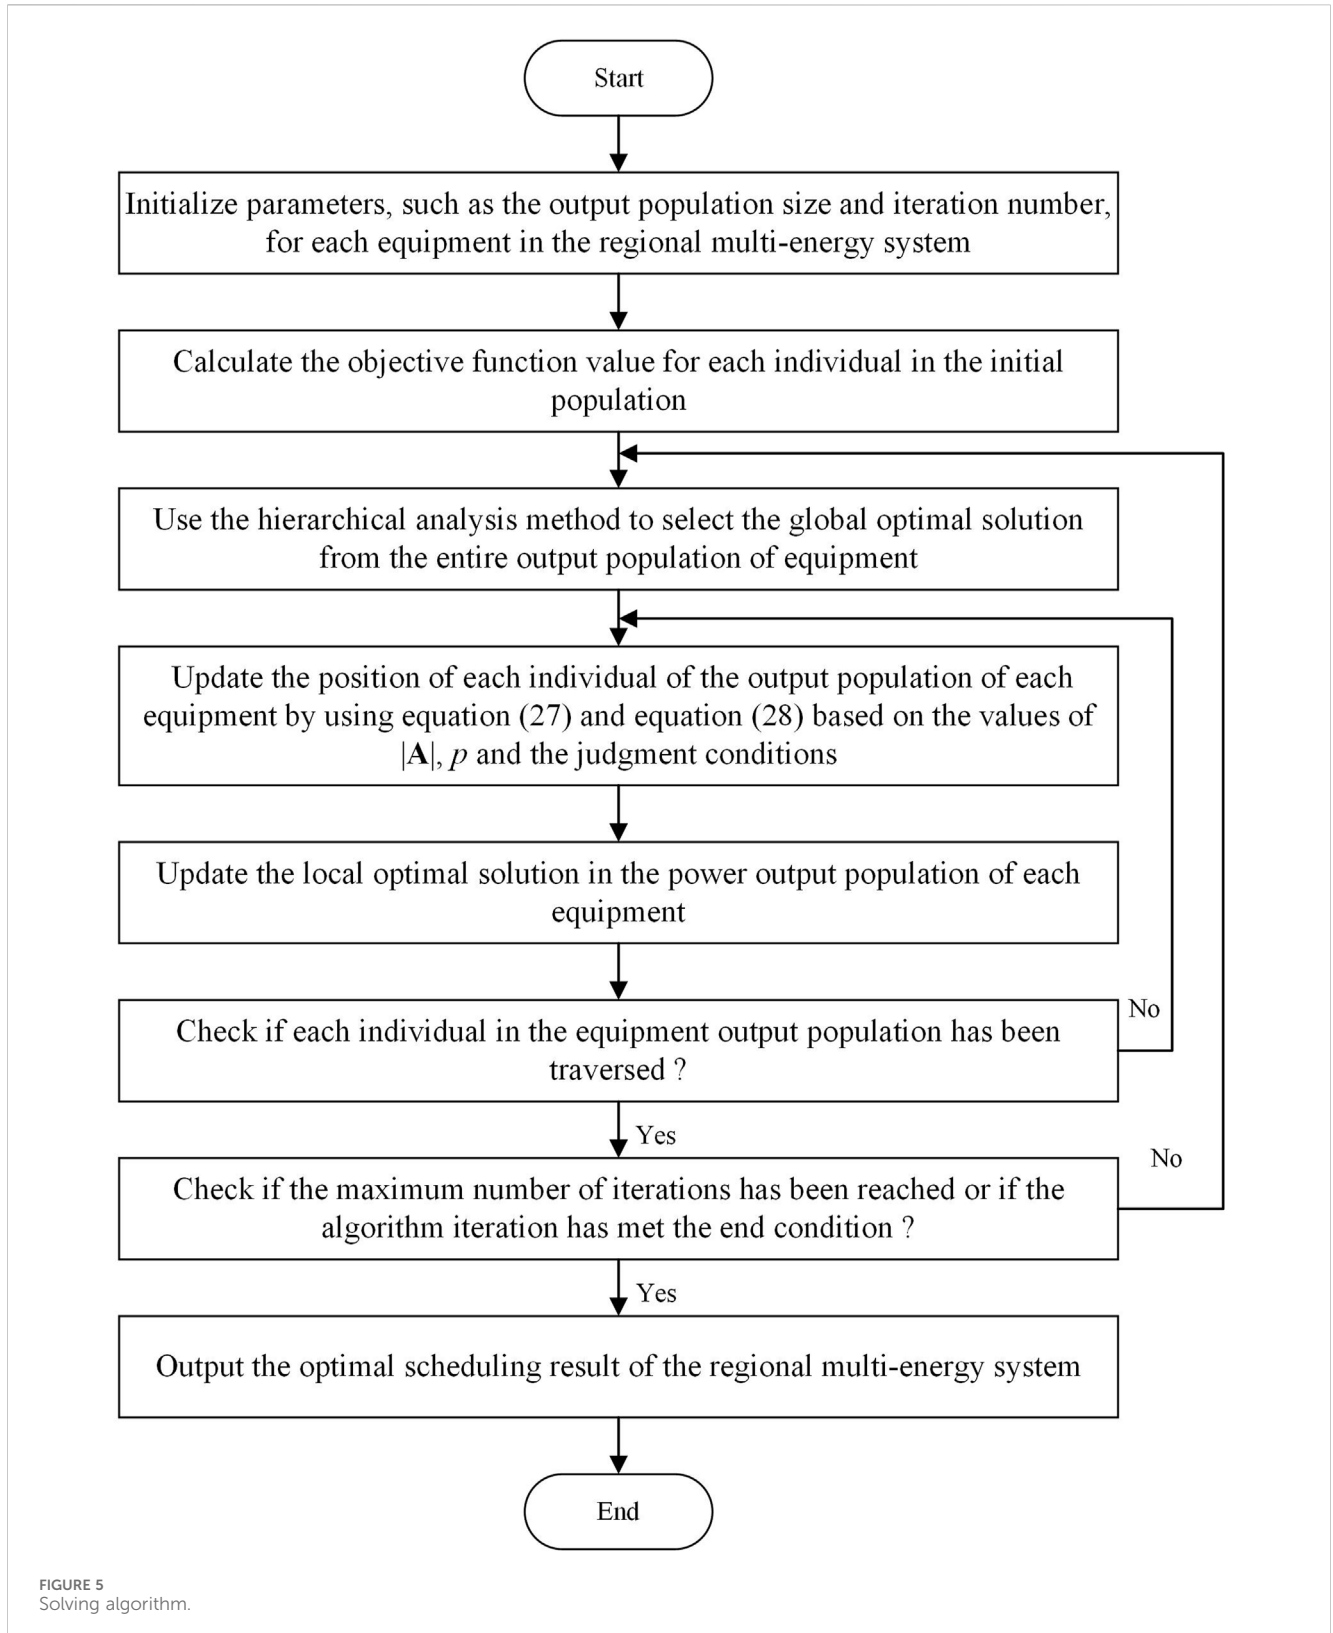 Start
Initialize parameters, such as the output population size and iteration number,
for each equipment in the regional multi-energy system
Calculate the objective function value for each individual in the initial
population
Use the hierarchical analysis method to select the global optimal solution
from the entire output population of equipment
Update the position of each individual of the output population of each
equipment by using equation (27) and equation (28) based on the values of
|A|, p and the judgment conditions
Update the local optimal solution in the power output population of each
equipment
No
Check if each individual in the equipment output population has been
traversed ?
Yes
No
Check if the maximum number of iterations has been reached or if the
algorithm iteration has met the end condition ?
Yes
Output the optimal scheduling result of the regional multi-energy system
End
FIGURE 5
Solving algorithm.